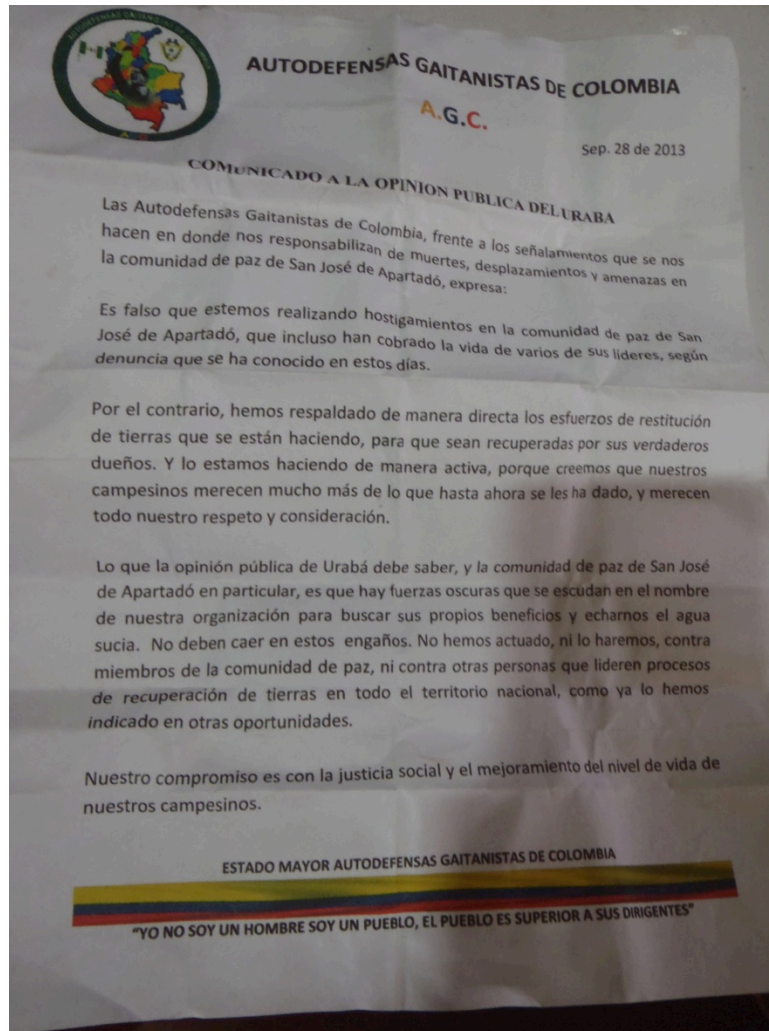 AUTODEFENSAS GAITANISTAS DE COLOMBIA
AUTODEFENSAS GAITANISTAS DE COLOMBIA
A.G.C.
Sep. 28 de 2013
COMUNICADO A LA OPINION PUBLICA DEL URABA
Las Autodefensas Gaitanistas de Colombia, frente a los señalamientos que se nos
hacen en donde nos responsabilizan de muertes, desplazamientos y amenazas en
la comunidad de paz de San José de Apartadó, expresa:
Es falso que estemos realizando hostigamientos en la comunidad de paz de San
José de Apartadó, que incluso han cobrado la vida de varios de sus lideres, según
denuncia que se ha conocido en estos días.
Por el contrario, hemos respaldado de manera directa los esfuerzos de restitución
de tierras que se están haciendo, para que sean recuperadas por sus verdaderos
dueños. Y lo estamos haciendo de manera activa, porque creemos que nuestros
campesinos merecen mucho más de lo que hasta ahora se les ha dado, y merecen
todo nuestro respeto y consideración.
Lo que la opinión pública de Urabá debe saber, y la comunidad de paz de San José
de Apartadó en particular, es que hay fuerzas oscuras que se escudan en el nombre
de nuestra organización para buscar sus propios beneficios y echarnos el agua
sucia. No deben caer en estos engaños. No hemos actuado, ni lo haremos, contra
miembros de la comunidad de paz, ni contra otras personas que lideren procesos
de recuperación de tierras en todo el territorio nacional, como ya lo hemos
indicado en otras oportunidades.
Nuestro compromiso es con la justicia social y el mejoramiento del nivel de vida de
nuestros campesinos.
ESTADO MAYOR AUTODEFENSAS GAITANISTAS DE COLOMBIA
"YO NO SOY UN HOMBRE SOY UN PUEBLO, EL PUEBLO ES SUPERIOR A SUS DIRIGENTES"